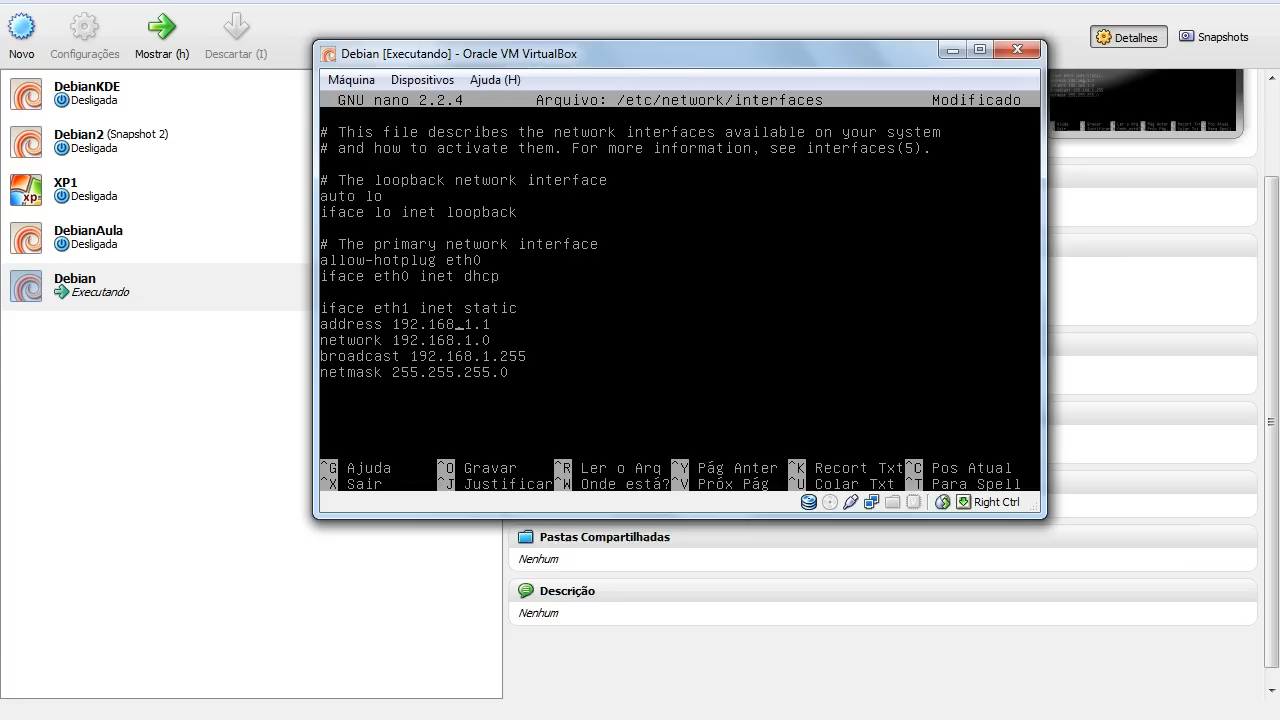 Novo
Configurações
Mostrar (h)
Descartar (I)
Detalhes
Snapshots
DebianKDE
Desligada
Debian2 (Snapshot 2)
Desligada
XP1
Desligada
DebianAula
Desligada
Debian
Executando
Debian [Executando] - Oracle VM VirtualBox
Máquina Dispositivos Ajuda (H)
GNU nano 2.2.4 Arquivo: /etc/network/interfaces Modificado
# This file describes the network interfaces available on your system
# and how to activate them. For more information, see interfaces(5).
# The loopback network interface
auto lo
iface lo inet loopback
# The primary network interface
allow-hotplug eth0
iface eth0 inet dhcp
iface eth1 inet static
address 192.168.1.1
network 192.168.1.0
broadcast 192.168.1.255
netmask 255.255.255.0
^G Ajuda ^O Gravar ^R Ler o Arq ^Y Pág Anter ^K Recort Txt ^C Pos Atual
^X Sair ^J Justificar ^W Onde está? ^V Próx Pág ^U Colar Txt ^T Para Spell
Right Ctrl
Pastas Compartilhadas
Nenhum
Descrição
Nenhum